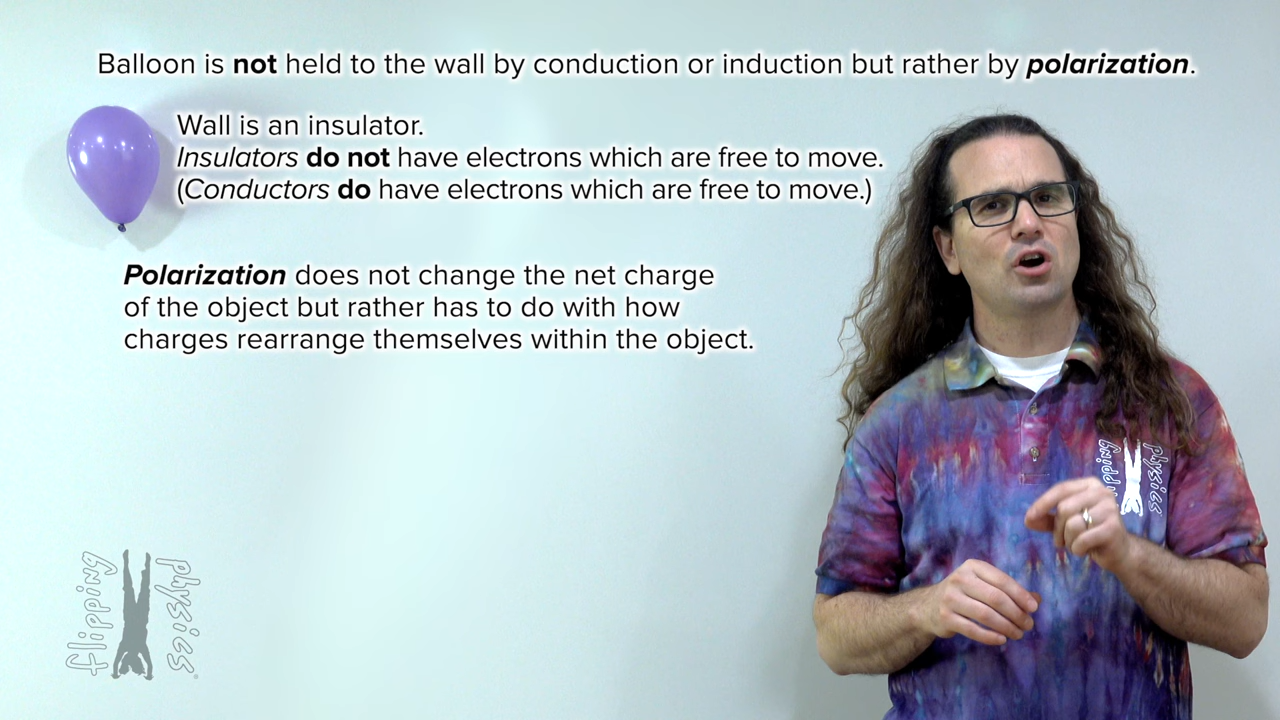 Balloon is not held to the wall by conduction or induction but rather by polarization.
Wall is an insulator.
Insulators do not have electrons which are free to move.
(Conductors do have electrons which are free to move.)
Polarization does not change the net charge
of the object but rather has to do with how
charges rearrange themselves within the object.
flipping
physics
flipping
physics